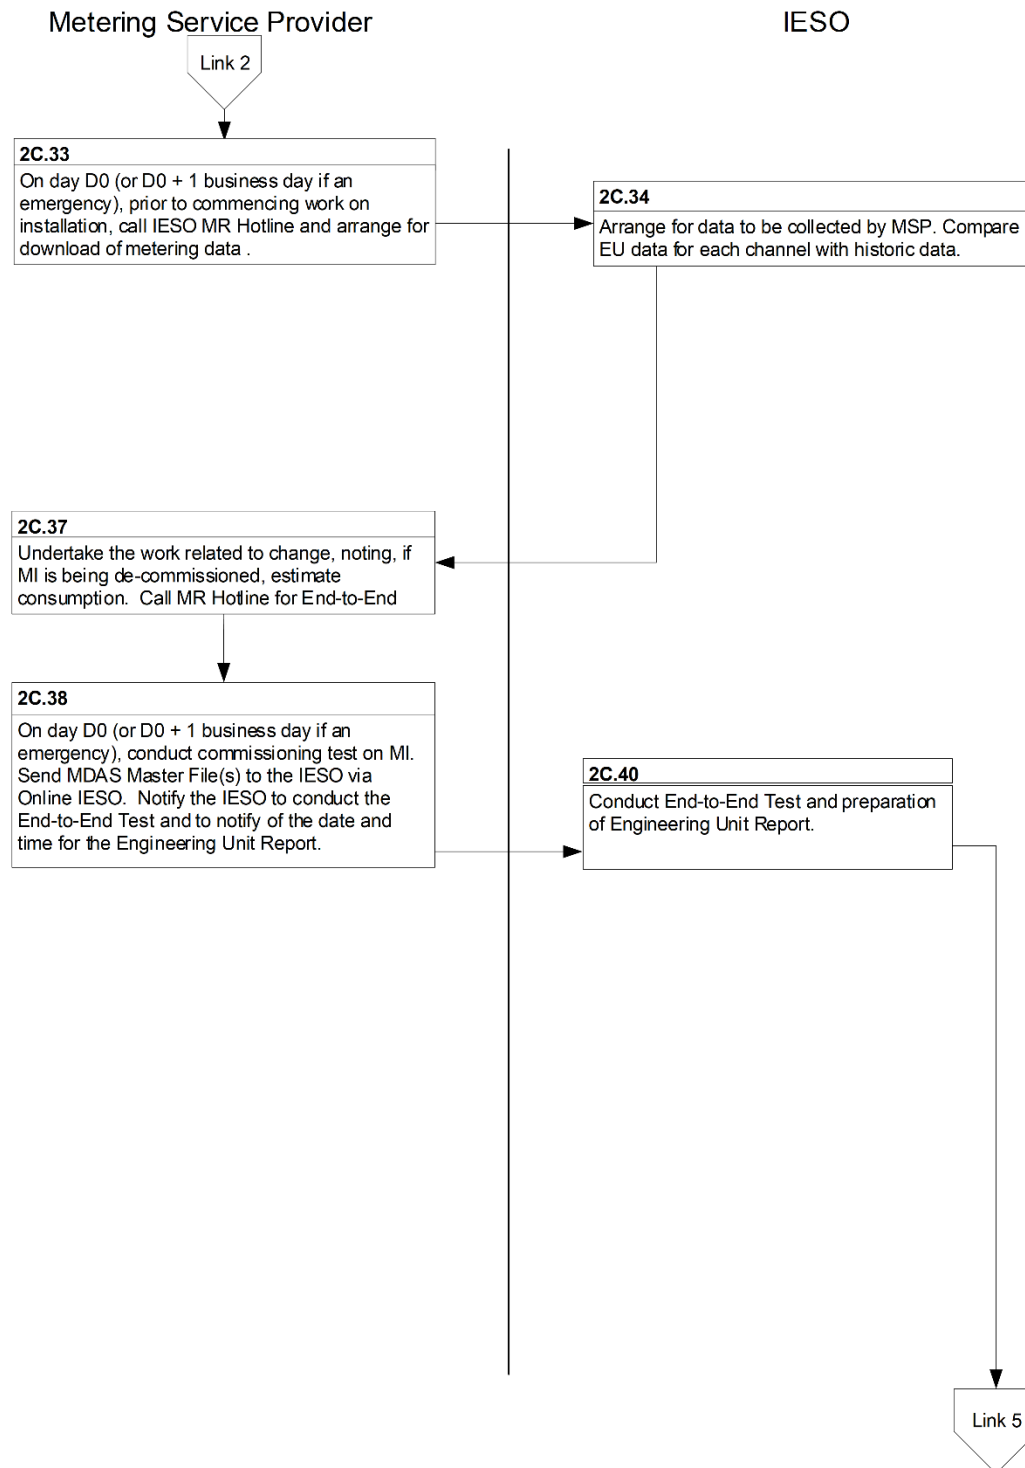 Metering Service Provider
IESO
Link 2
2C.33
On day D0 (or D0 + 1 business day if an
emergency), prior to commencing work on
installation, call IESO MR Hotline and arrange for
download of metering data .
2C.34
Arrange for data to be collected by MSP. Compare
EU data for each channel with historic data.
2C.37
Undertake the work related to change, noting, if
MI is being de-commissioned, estimate
consumption.  Call MR Hotline for End-to-End
2C.38
On day D0 (or D0 + 1 business day if an
emergency), conduct commissioning test on MI.
Send MDAS Master File(s) to the IESO via
Online IESO.  Notify the IESO to conduct the
End-to-End Test and to notify of the date and
time for the Engineering Unit Report.
2C.40
Conduct End-to-End Test and preparation
of Engineering Unit Report.
Link 5